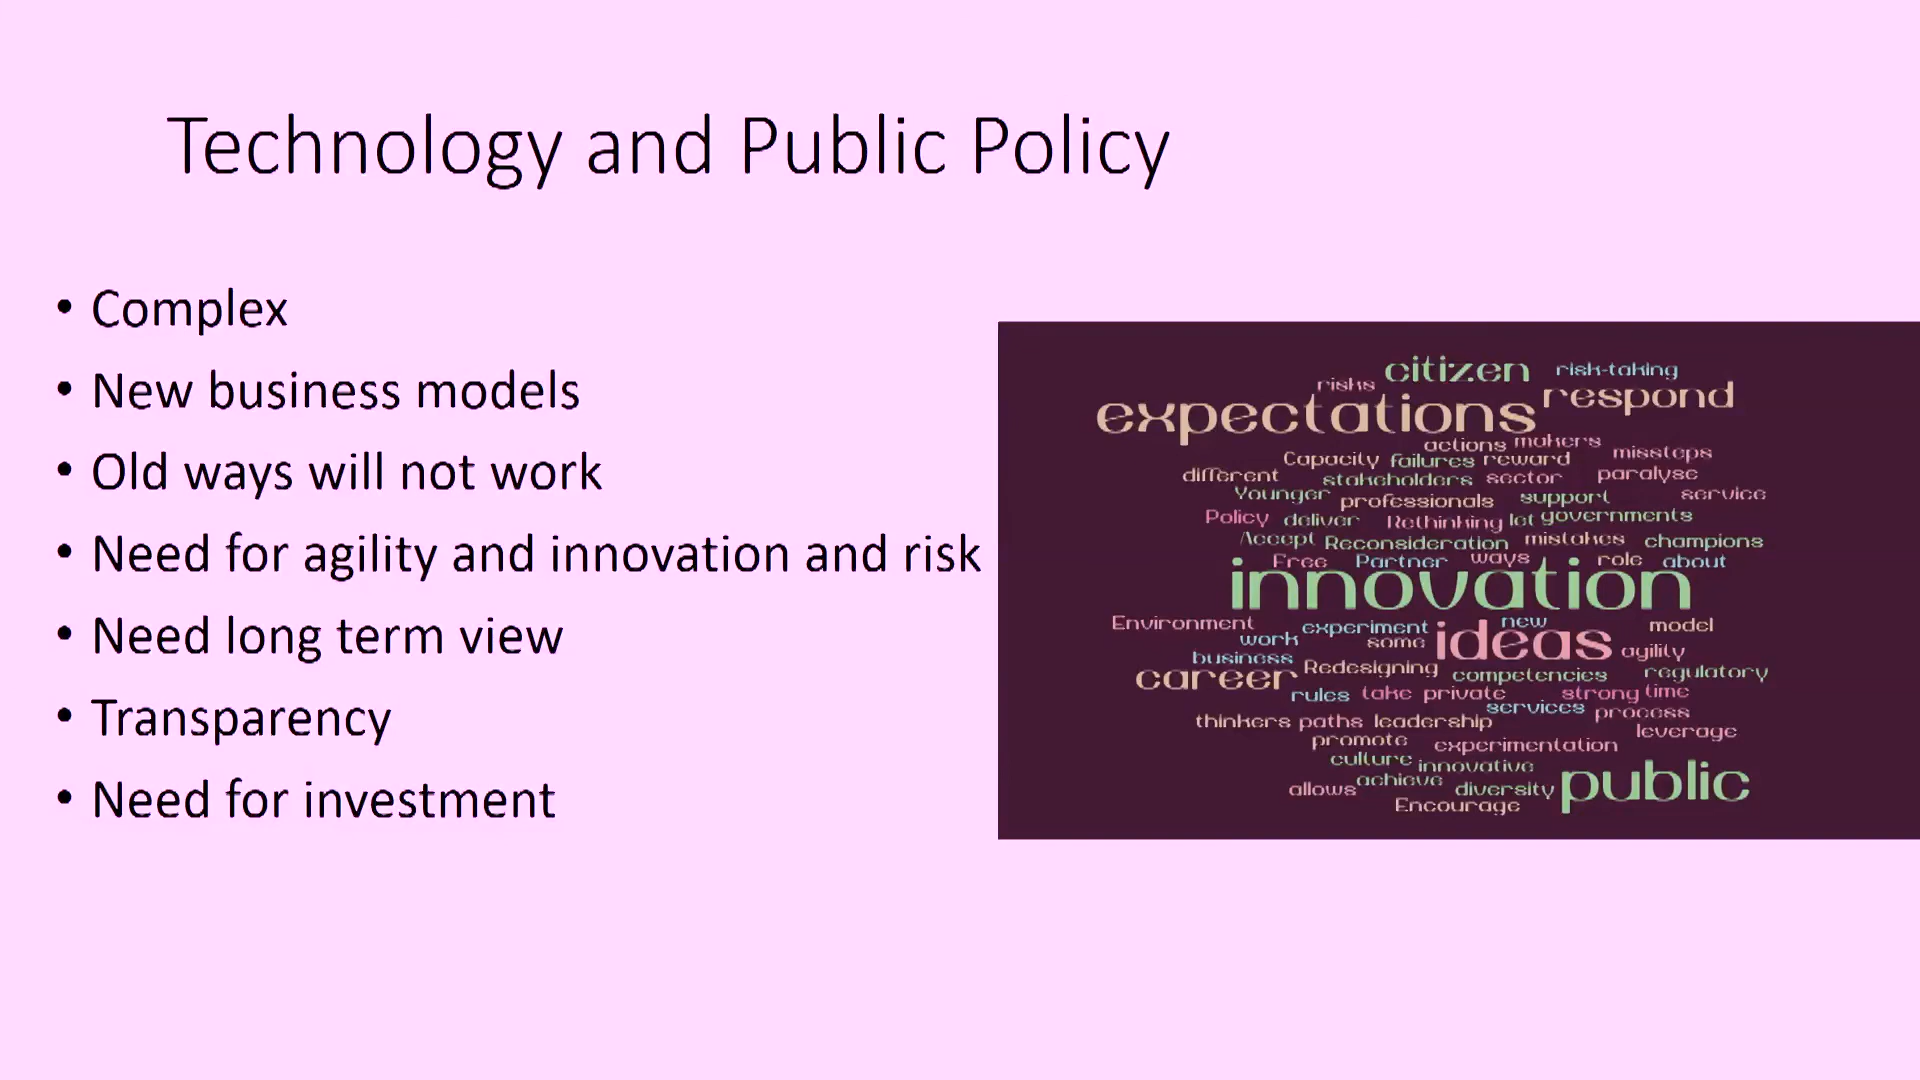 Technology and Public Policy
• Complex
• New business models
• Old ways will not work
• Need for agility and innovation and risk
• Need long term view
• Transparency
• Need for investment
citizen risk-taking
risks
expectations respond
actions makers
Capacity failures reward missteps
different stakeholders sector paralyse
Younger professionals support service
Policy deliver Rethinking let governments
Accept Reconsideration mistakes champions
Free Partner ways role about
innovation
Environment experiment new model
work some ideas agility
business Redesigning competencies regulatory
career rules take private strong time
services process
thinkers paths leadership leverage
promote experimentation
culture innovative
allows achieve diversity public
Encourage